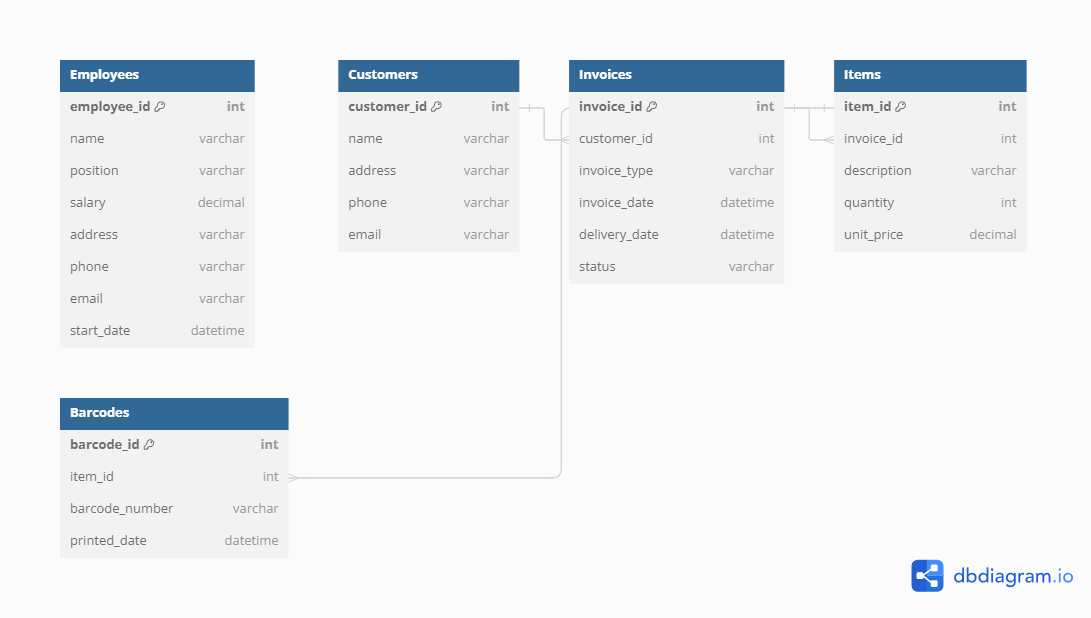 Employees
employee_id int
name varchar
position varchar
salary decimal
address varchar
phone varchar
email varchar
start_date datetime
Customers
customer_id int
name varchar
address varchar
phone varchar
email varchar
Invoices
invoice_id int
customer_id int
invoice_type varchar
invoice_date datetime
delivery_date datetime
status varchar
Items
item_id int
invoice_id int
description varchar
quantity int
unit_price decimal
Barcodes
barcode_id int
item_id int
barcode_number varchar
printed_date datetime
dbdiagram.io